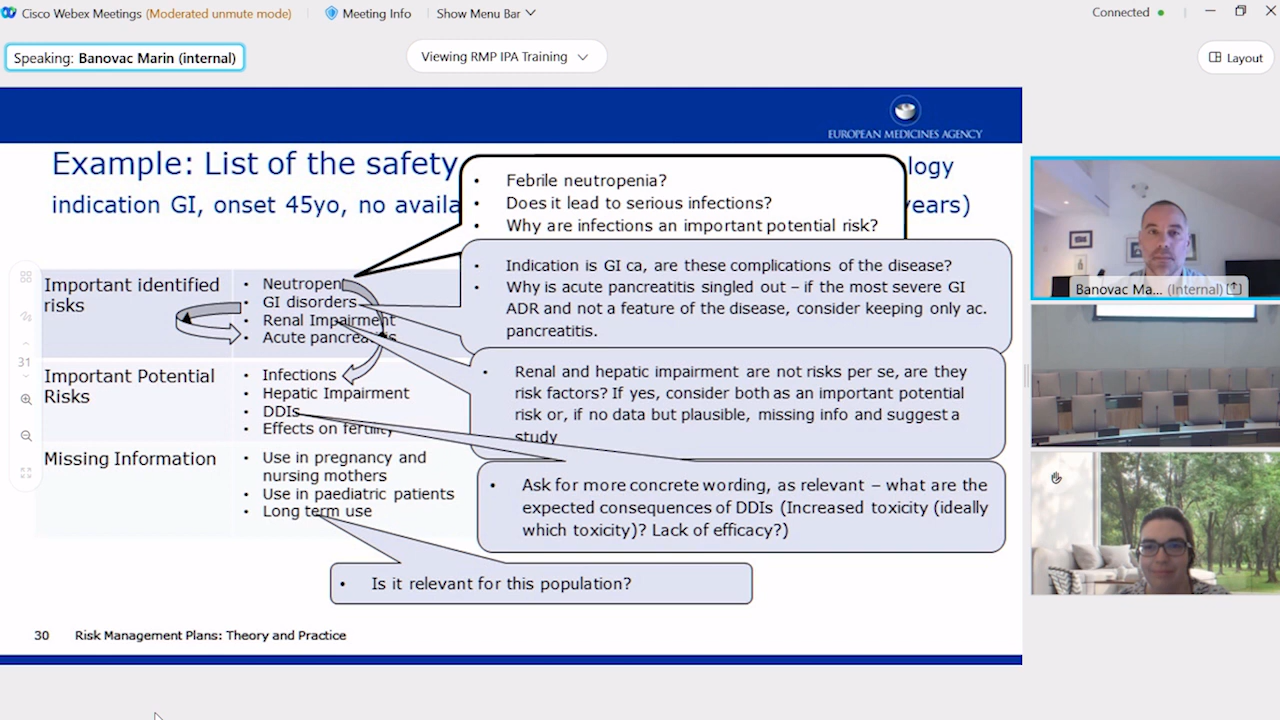 Cisco Webex Meetings (Moderated unmute mode) Meeting Info Show Menu Bar Connected
Speaking: Banovac Marin (internal) Viewing RMP IPA Training Layout
EUROPEAN MEDICINES AGENCY
Example: List of the safety
indication GI, onset 45yo, no
• Febrile neutropenia?
• Does it lead to serious infections?
• Why are infections an important potential risk?
• Indication is GI ca, are these complications of the disease?
• Why is acute pancreatitis singled out – if the most severe GI
ADR and not a feature of the disease, consider keeping only ac.
pancreatitis.
Important identified
risks
•
• GI disorders
• Renal Impairment
• Acute
31
Important Potential
Risks
• Infections
• Hepatic Impairment
• DDIs
• Effects on fertility
• Renal and hepatic impairment are not risks per se, are they
risk factors? If yes, consider both as an important potential
risk or, if no data but plausible, missing info and suggest a
study
Missing Information
• Use in pregnancy and
nursing mothers
• Use in paediatric patients
• Long term use
• Ask for more concrete wording, as relevant – what are the
expected consequences of DDIs (Increased toxicity (ideally
which toxicity)? Lack of efficacy?)
• Is it relevant for this population?
30 Risk Management Plans: Theory and Practice
Banovac Ma... (Internal)